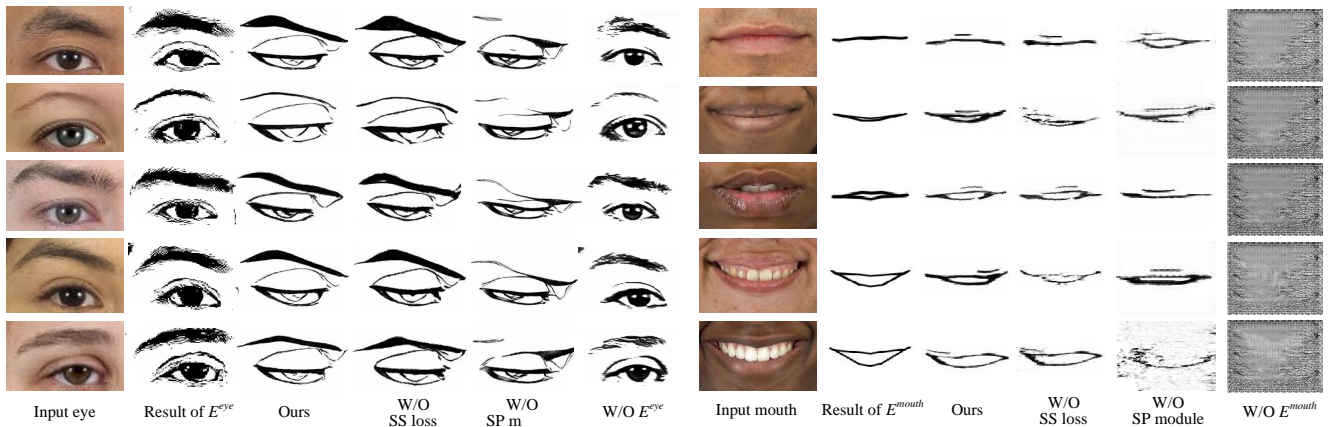 Input eye
Result of E^eye
Ours
W/O
SS loss
W/O
SP m
W/O E^eye
Input mouth
Result of E^mouth
Ours
W/O
SS loss
W/O
SP module
W/O E^mouth